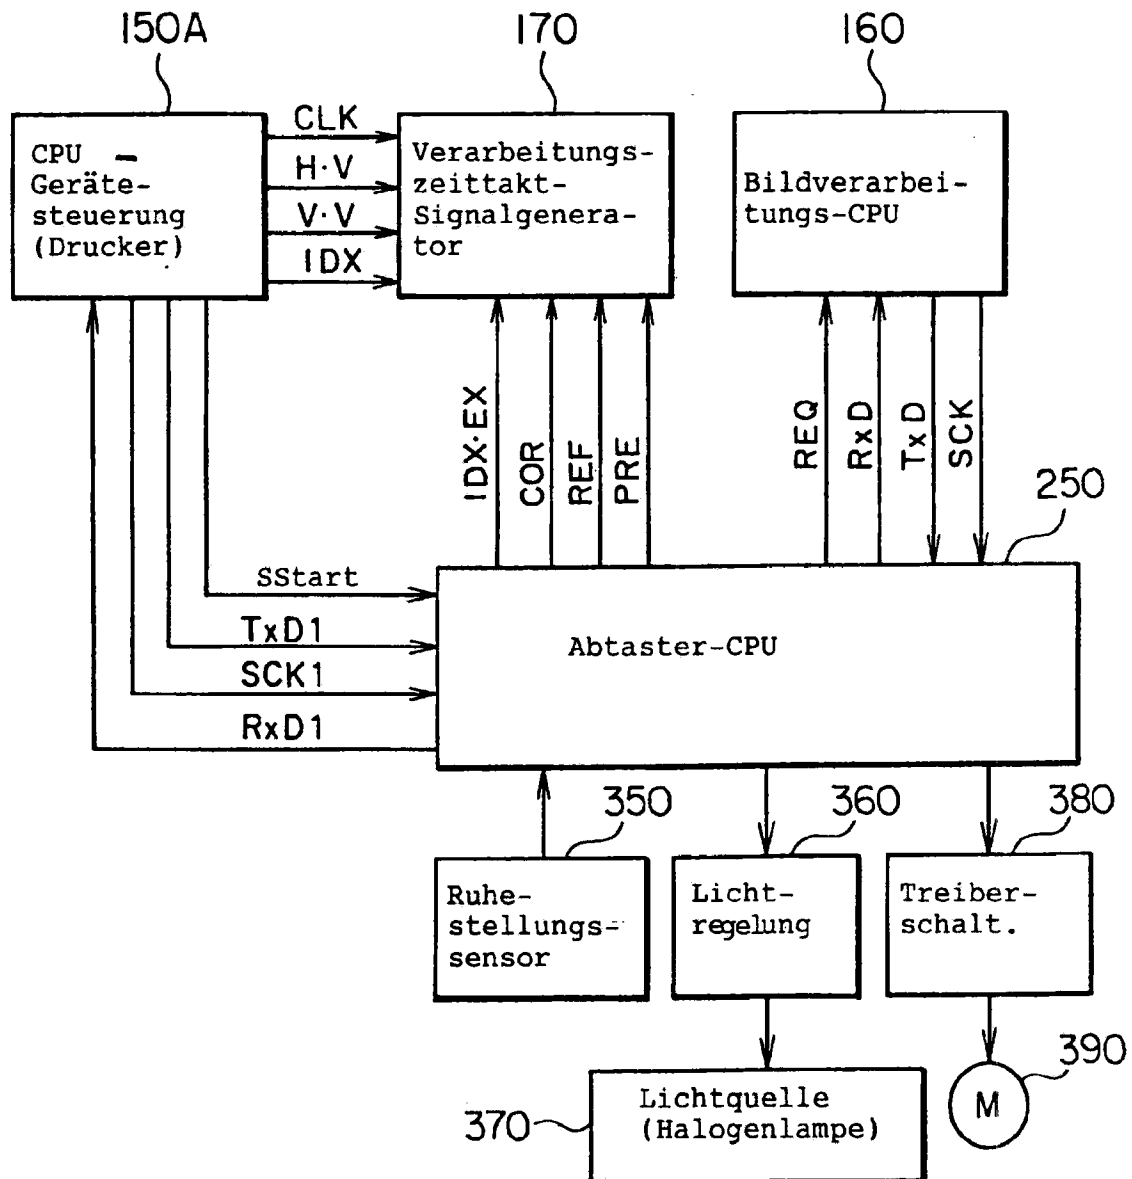 150A
170
160
CPU –
Geräte-
steuerung
(Drucker)
CLK
H·V
V·V
IDX
Verarbeitungs-
zeittakt-
Signalgenera-
tor
Bildverarbei-
tungs-CPU
IDX·EX
COR
REF
PRE
REQ
RxD
TxD
SCK
250
SStart
TxD1
SCK1
RxD1
Abtaster-CPU
350
360
380
Ruhe-
stellungs-
sensor
Licht-
regelung
Treiber-
schalt.
390
M
370
Lichtquelle
(Halogenlampe)